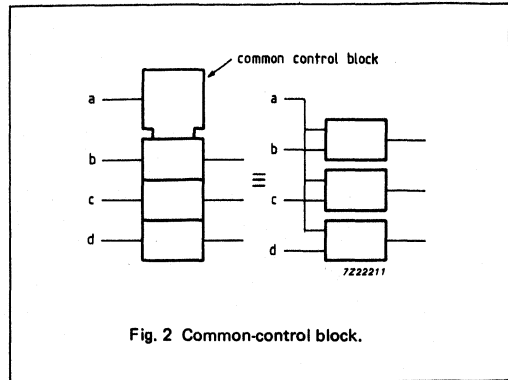 common control block
a
a
b
b
≡
c
c
d
d
7Z22211
Fig. 2 Common-control block.